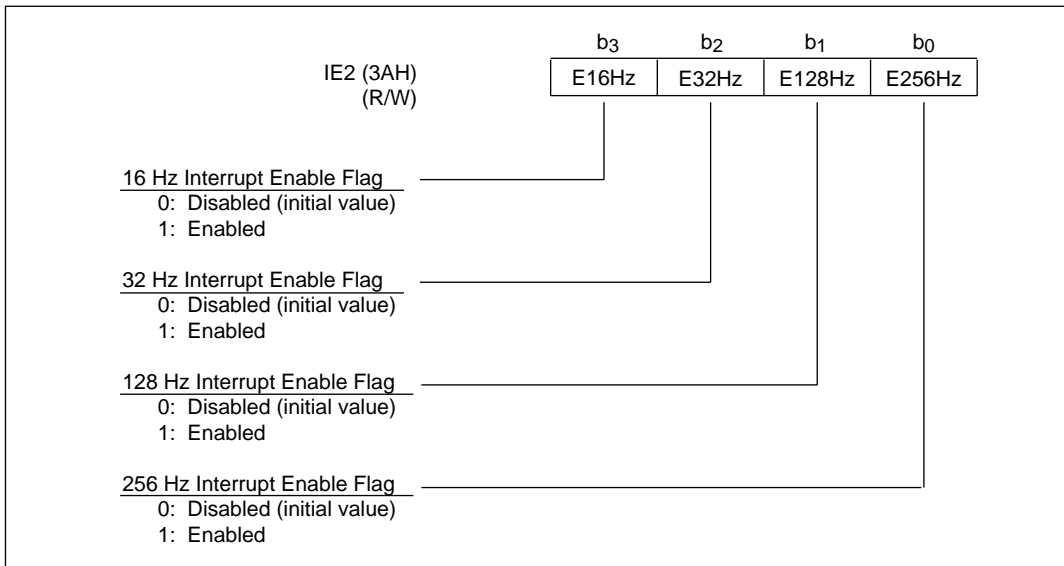 b3 b2 b1 b0
IE2 (3AH) E16Hz E32Hz E128Hz E256Hz
(R/W)
16 Hz Interrupt Enable Flag
0: Disabled (initial value)
1: Enabled
32 Hz Interrupt Enable Flag
0: Disabled (initial value)
1: Enabled
128 Hz Interrupt Enable Flag
0: Disabled (initial value)
1: Enabled
256 Hz Interrupt Enable Flag
0: Disabled (initial value)
1: Enabled